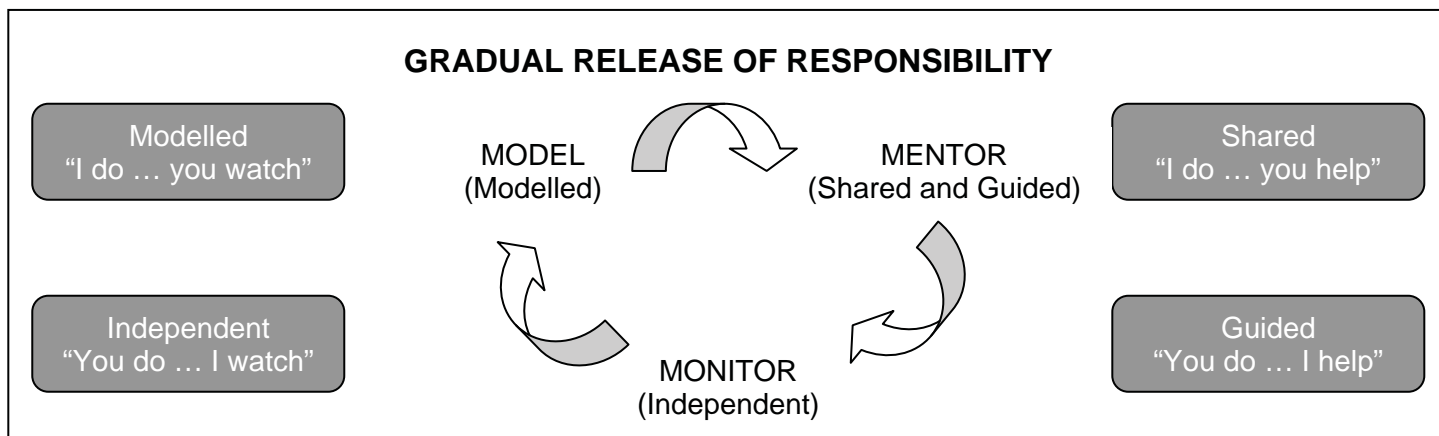 GRADUAL RELEASE OF RESPONSIBILITY
Modelled
“I do … you watch”
MODEL
(Modelled)
MENTOR
(Shared and Guided)
Shared
“I do … you help”
Independent
“You do … I watch”
MONITOR
(Independent)
Guided
“You do … I help”